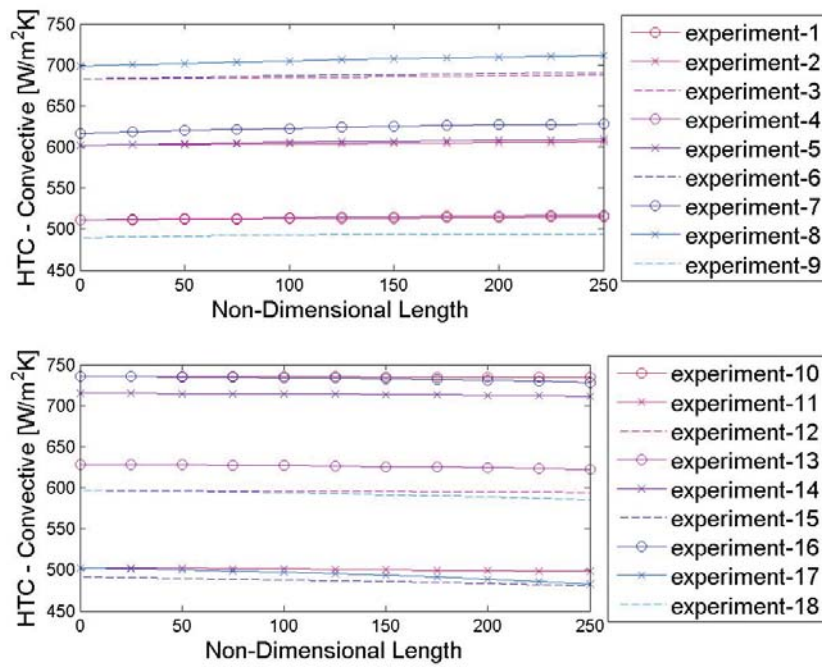 HTC - Convective [W/m²K]
750
700
650
600
550
500
450
0
50
100
150
200
250
Non-Dimensional Length
experiment-1
experiment-2
experiment-3
experiment-4
experiment-5
experiment-6
experiment-7
experiment-8
experiment-9
HTC - Convective [W/m²K]
750
700
650
600
550
500
450
0
50
100
150
200
250
Non-Dimensional Length
experiment-10
experiment-11
experiment-12
experiment-13
experiment-14
experiment-15
experiment-16
experiment-17
experiment-18